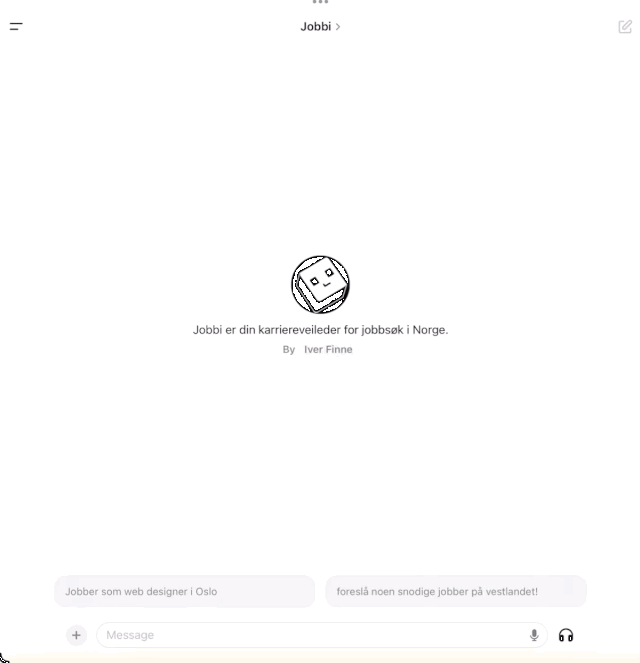 Jobbi
Jobbi er din karriereveileder for jobbsøk i Norge.
By Iver Finne
Jobber som web designer i Oslo
foreslå noen snodige jobber på vestlandet!
Message